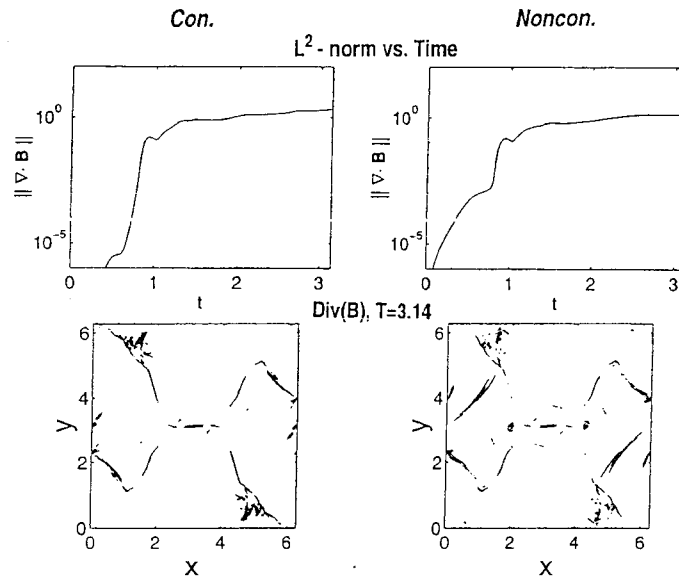 Con. Noncon.
L² - norm vs. Time
|| ∇· B ||
10⁰
10⁻⁵
0 1 2 3
t
|| ∇· B ||
10⁰
10⁻⁵
0 1 2 3
t
Div(B), T=3.14
y
6
4
2
0
0 2 4 6
X
y
6
4
2
0
0 2 4 6
X